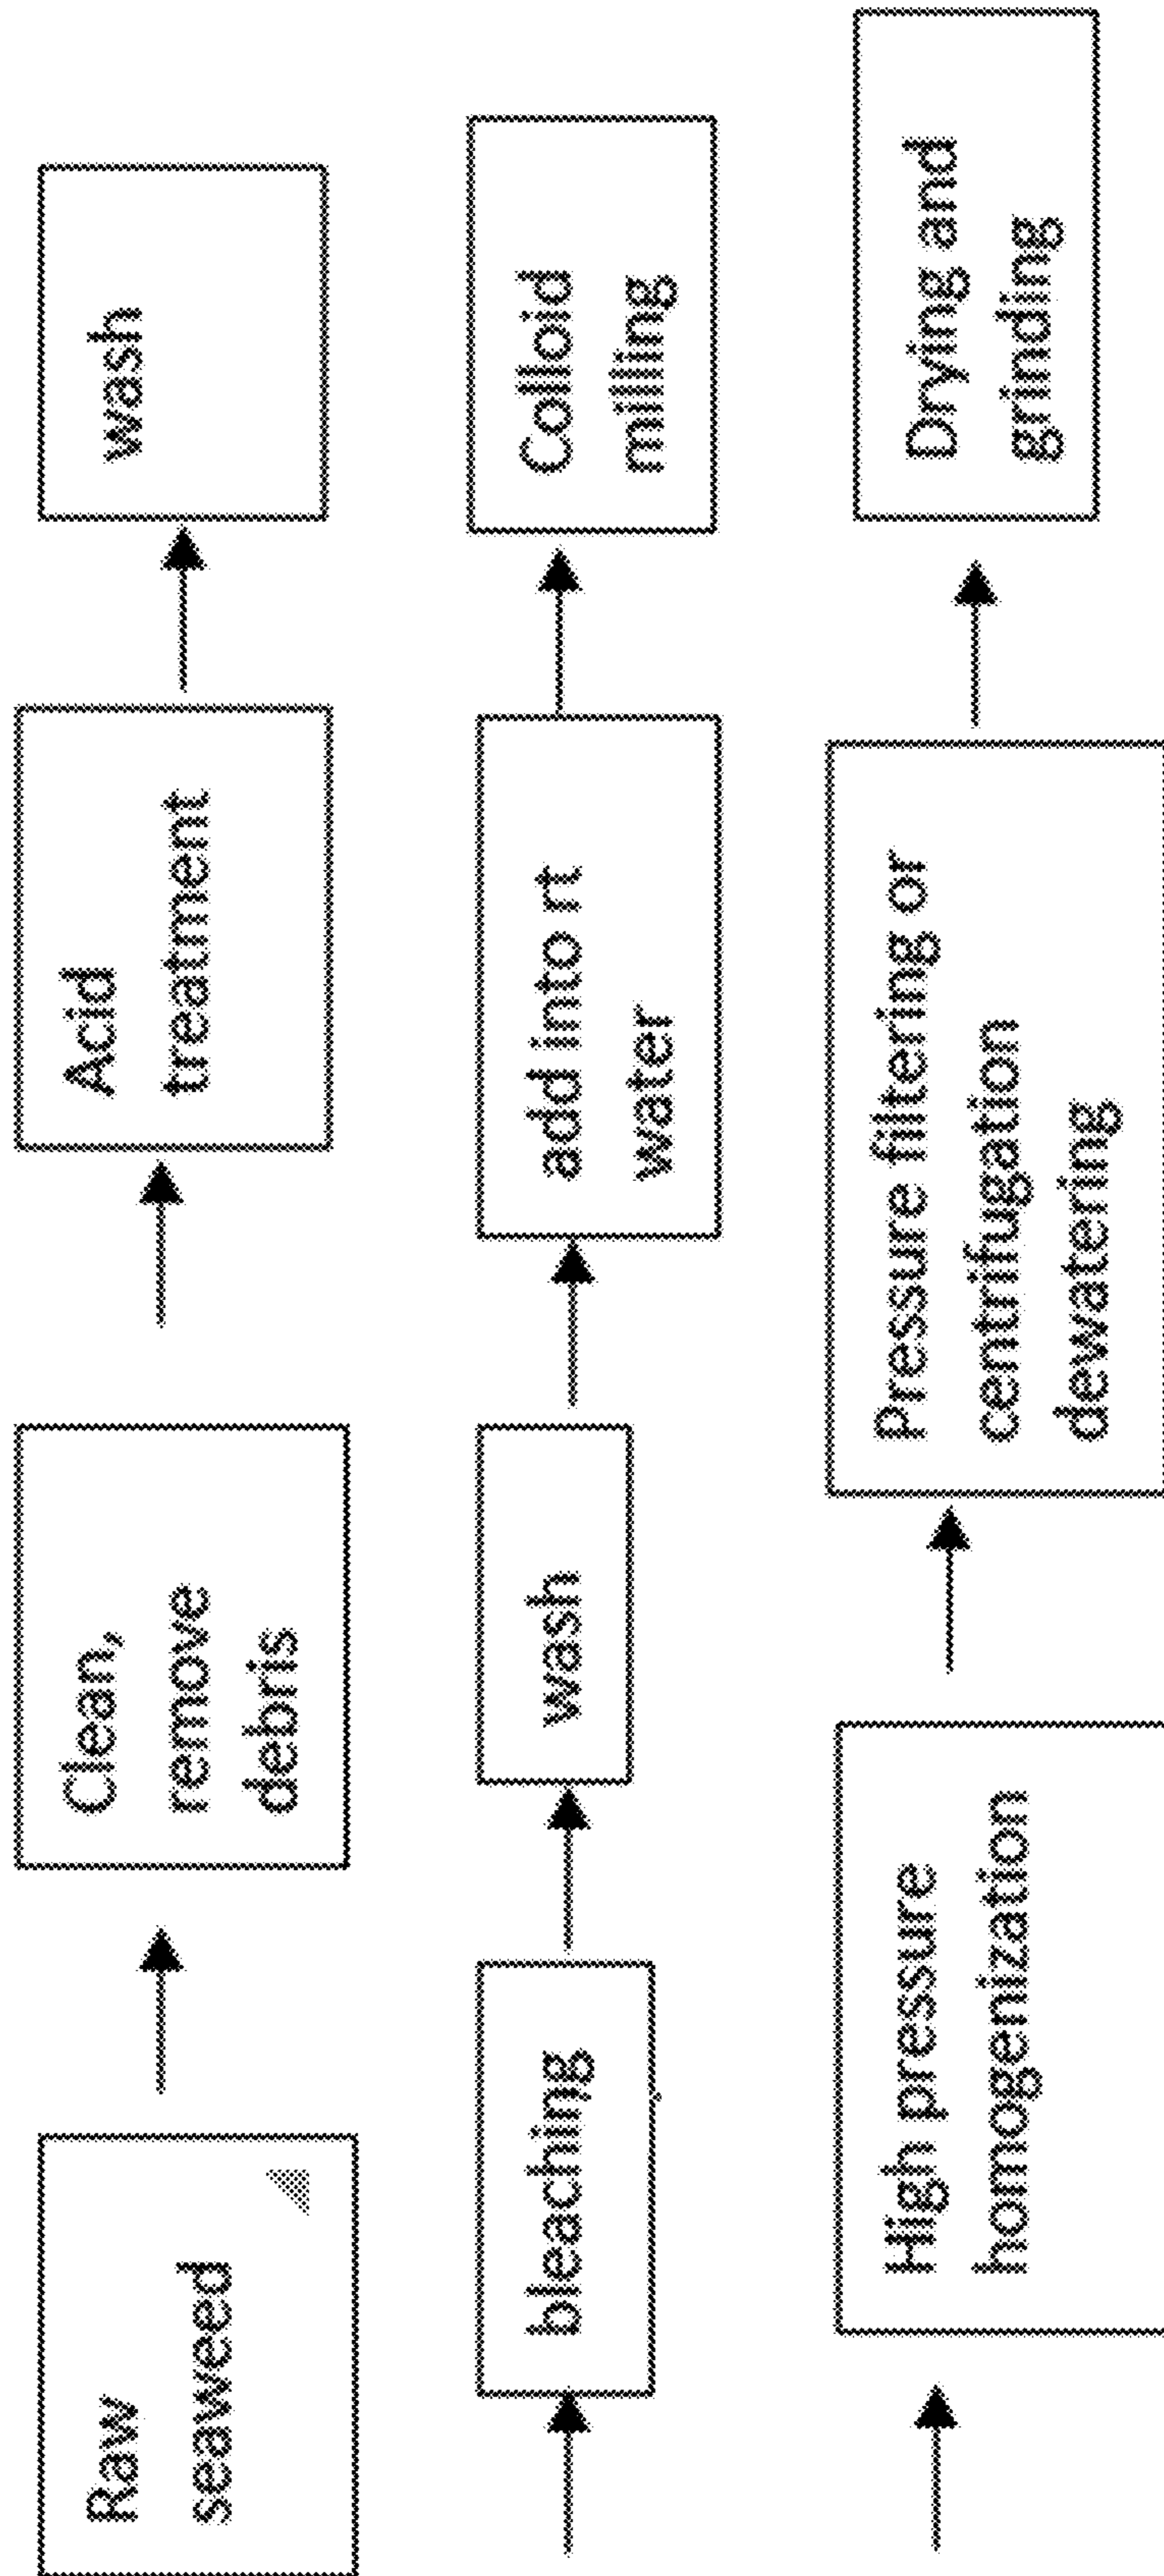 Raw
seaweed
Clean,
remove
debris
Acid
treatment
wash
bleaching
wash
add into rt
water
Colloid
milling
High pressure
homogenization
Pressure filtering or
centrifugation
dewatering
Drying and
grinding